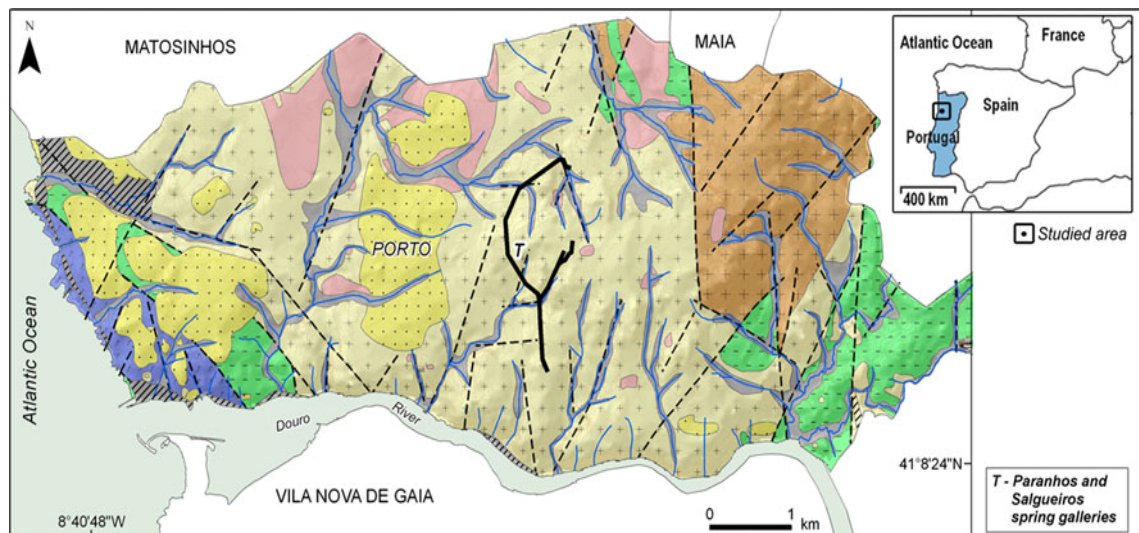 N
MATOSINHOS
MAIA
Atlantic Ocean
France
Spain
Portugal
400 km
Studied area
PORTO
T
Atlantic Ocean
Douro
River
41°8'24"N
VILA NOVA DE GAIA
8°40'48"W
0 1
km
T - Paranhos and
Salgueiros
spring galleries